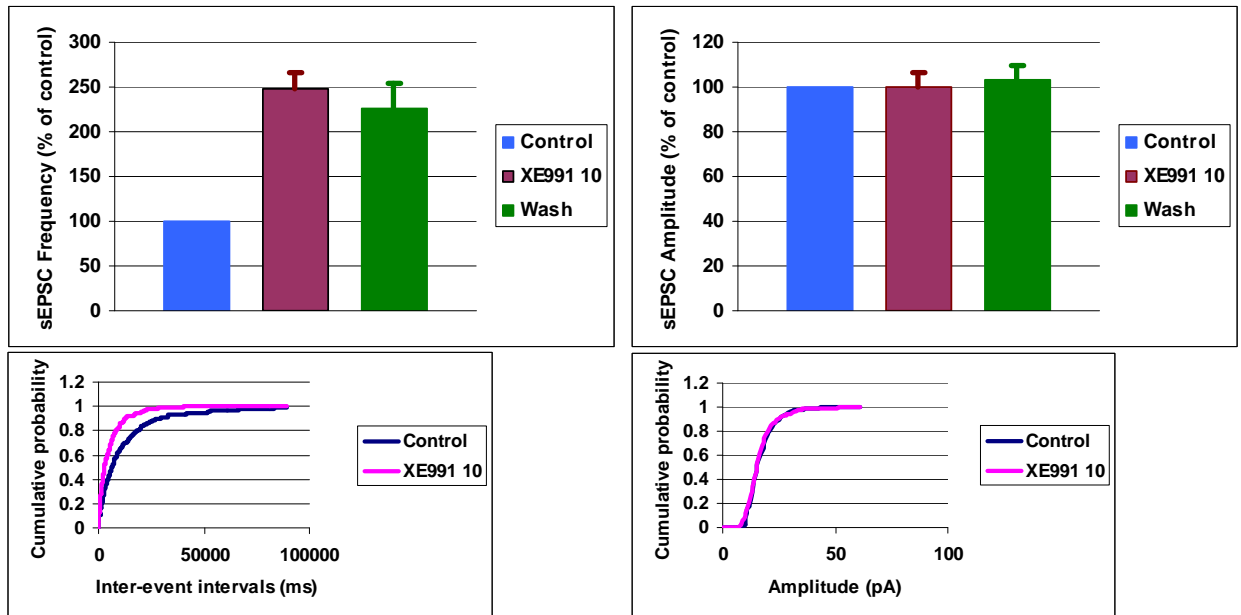 sEPSC Frequency (% of control)
300
250
200
150
100
50
0
Control
XE991 10
Wash
sEPSC Amplitude (% of control)
120
100
80
60
40
20
0
Control
XE991 10
Wash
Cumulative probability
1.2
1
0.8
0.6
0.4
0.2
0
0 50000 100000
Inter-event intervals (ms)
Control
XE991 10
Cumulative probability
1.2
1
0.8
0.6
0.4
0.2
0
0 50 100
Amplitude (pA)
Control
XE991 10